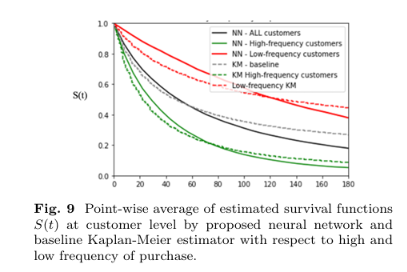 1.0
0.8
0.6
0.4
0.2
0.0
S(t)
NN - ALL customers
NN - High-frequency customers
NN - Low-frequency customers
KM - baseline
KM High-frequency customers
Low-frequency KM
0 20 40 60 80 100 120 140 160 180
Fig. 9 Point-wise average of estimated survival functions
S(t) at customer level by proposed neural network and
baseline Kaplan-Meier estimator with respect to high and
low frequency of purchase.